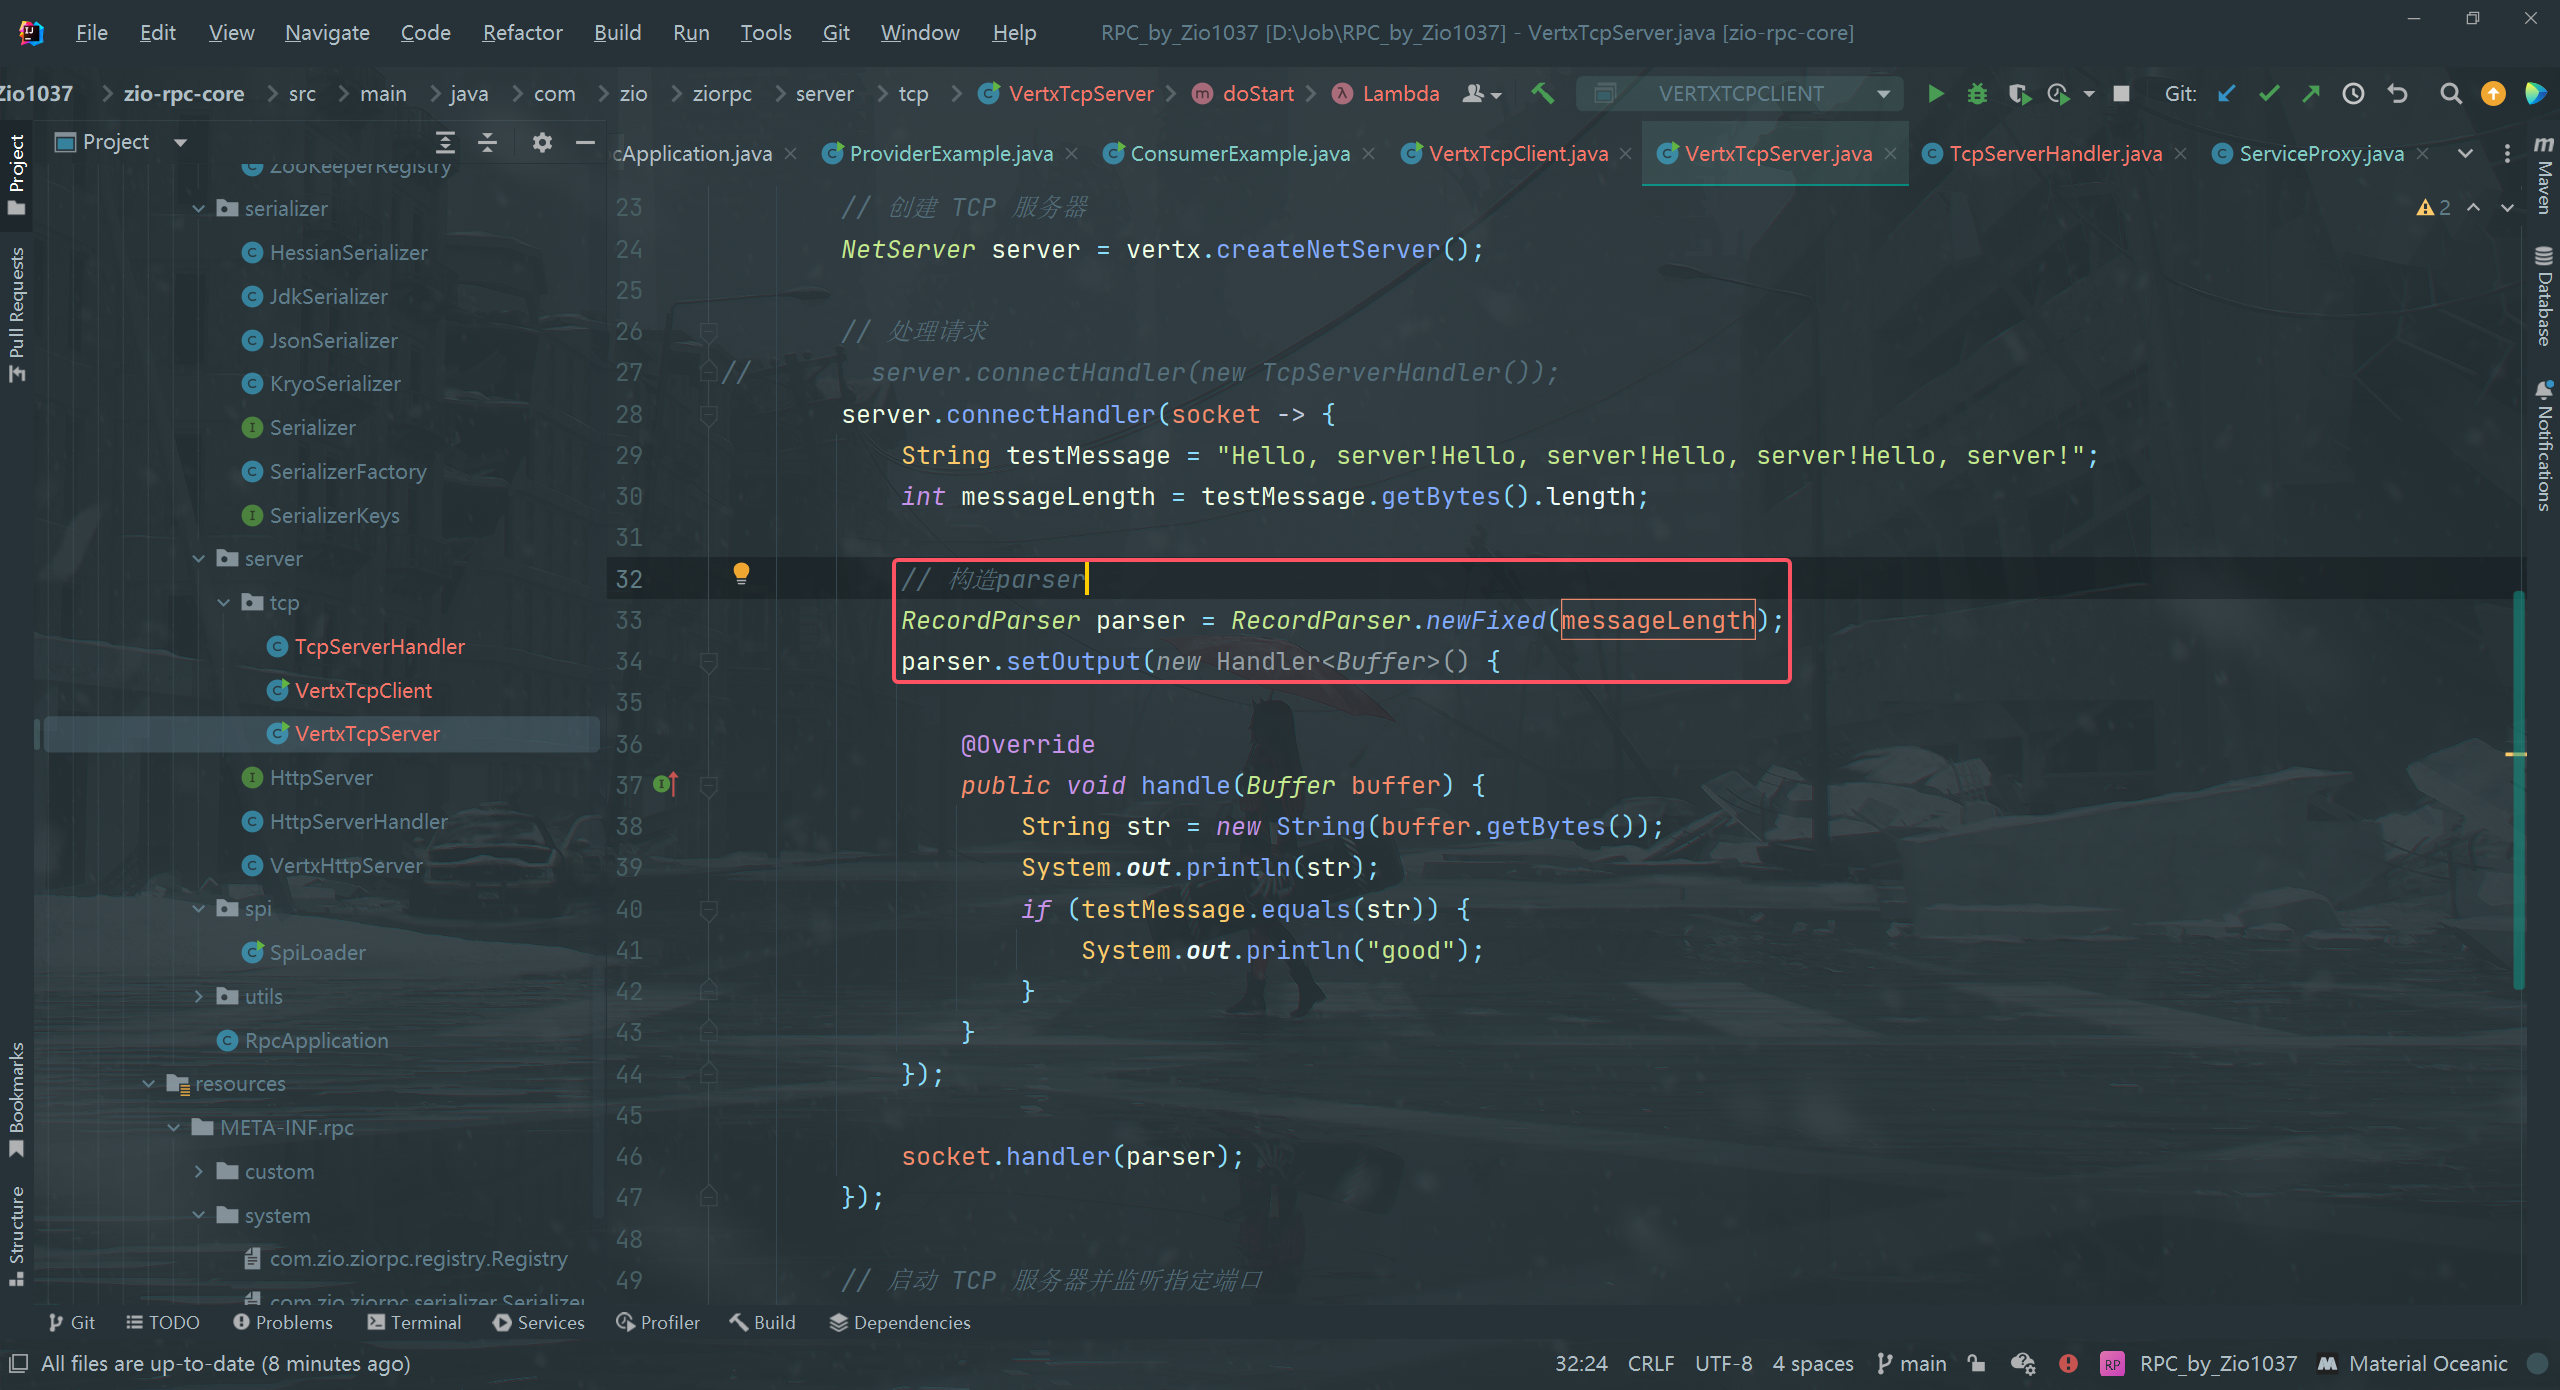 File Edit View Navigate Code Refactor Build Run Tools Git Window Help RPC_by_Zio1037 [D:\Job\RPC_by_Zio1037] - VertxTcpServer.java [zio-rpc-core]
Zio1037 zio-rpc-core src main java com zio ziorpc server tcp VertxTcpServer doStart Lambda VERTXTCPCLIENT Git:
Project
cApplication.java ProviderExample.java ConsumerExample.java VertxTcpClient.java VertxTcpServer.java TcpServerHandler.java ServiceProxy.java
Project
Pull Requests
Bookmarks
Structure
ZooKeeperRegistry
serializer
HessianSerializer
JdkSerializer
JsonSerializer
KryoSerializer
Serializer
SerializerFactory
SerializerKeys
server
tcp
TcpServerHandler
VertxTcpClient
VertxTcpServer
HttpServer
HttpServerHandler
VertxHttpServer
spi
SpiLoader
utils
RpcApplication
resources
META-INF.rpc
custom
system
com.zio.ziorpc.registry.Registry
com.zio.ziorpc.serializer.Serializer
2
23 // 创建 TCP 服务器
24 NetServer server = vertx.createNetServer();
25
26 // 处理请求
27 // server.connectHandler(new TcpServerHandler());
28 server.connectHandler(socket -> {
29 String testMessage = "Hello, server!Hello, server!Hello, server!Hello, server!";
30 int messageLength = testMessage.getBytes().length;
31
32 // 构造parser
33 RecordParser parser = RecordParser.newFixed(messageLength);
34 parser.setOutput(new Handler<Buffer>() {
35
36 @Override
37 public void handle(Buffer buffer) {
38 String str = new String(buffer.getBytes());
39 System.out.println(str);
40 if (testMessage.equals(str)) {
41 System.out.println("good");
42 }
43 }
44 });
45
46 socket.handler(parser);
47 });
48
49 // 启动 TCP 服务器并监听指定端口
Maven
Database
Notifications
Git TODO Problems Terminal Services Profiler Build Dependencies
All files are up-to-date (8 minutes ago) 32:24 CRLF UTF-8 4 spaces main RP RPC_by_Zio1037 Material Oceanic